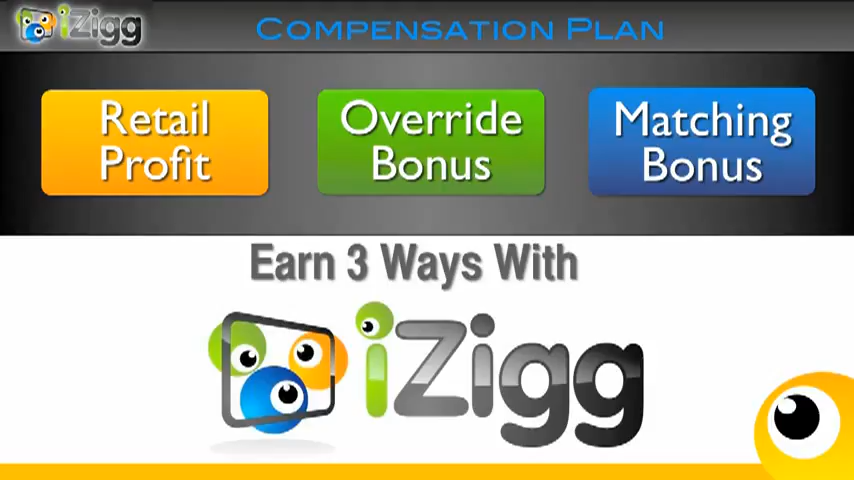 iZigg
COMPENSATION PLAN
Retail
Profit
Override
Bonus
Matching
Bonus
Earn 3 Ways With
iZigg